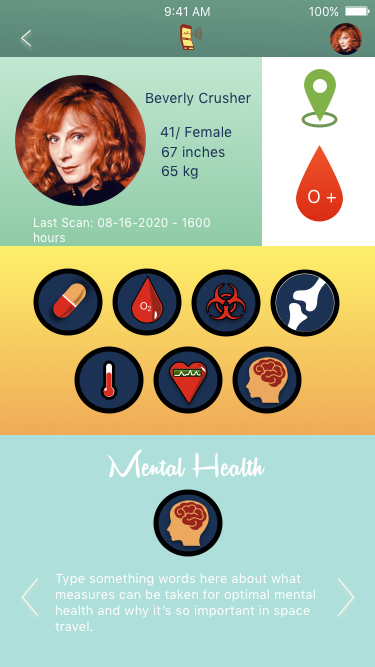 9:41 AM
100%
Beverly Crusher
41/ Female
67 inches
65 kg
Last Scan: 08-16-2020 - 1600
hours
O +
O2
Mental Health
Type something words here about what
measures can be taken for optimal mental
health and why it's so important in space
travel.